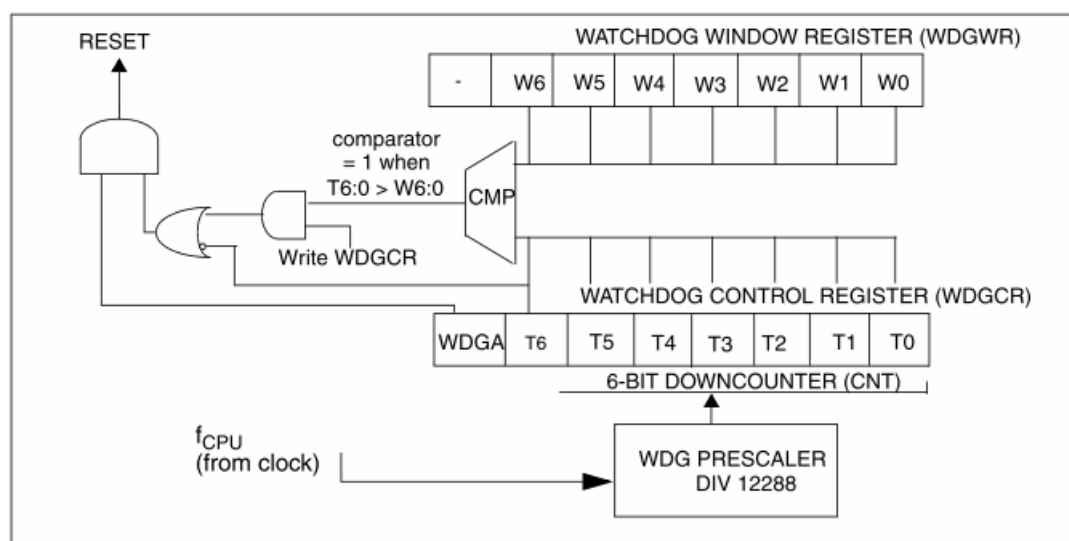 RESET
WATCHDOG WINDOW REGISTER (WDGWR)
- W6 W5 W4 W3 W2 W1 W0
comparator
= 1 when
T6:0 > W6:0
CMP
Write WDGCR
WATCHDOG CONTROL REGISTER (WDGCR)
WDGA T6 T5 T4 T3 T2 T1 T0
6-BIT DOWNCOUNTER (CNT)
fCPU
(from clock)
WDG PRESCALER
DIV 12288